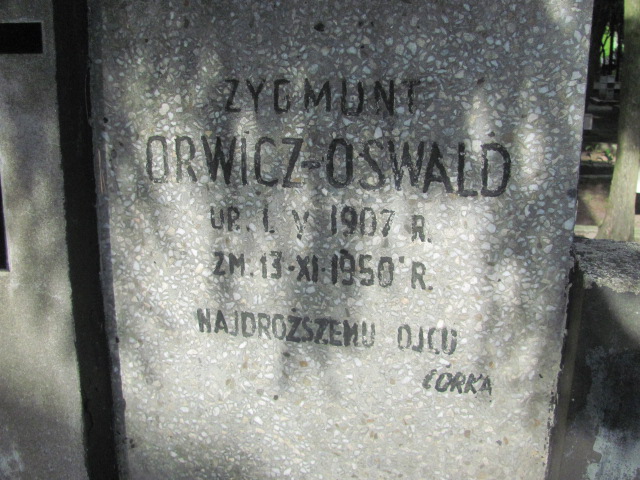 ZYGMUNT
ORWICZ-OSWALD
UR. 1. V 1907 R.
ZM. 13·XI·1950 R.
NAJDROŻSZEMU OJCU
CÓRKA